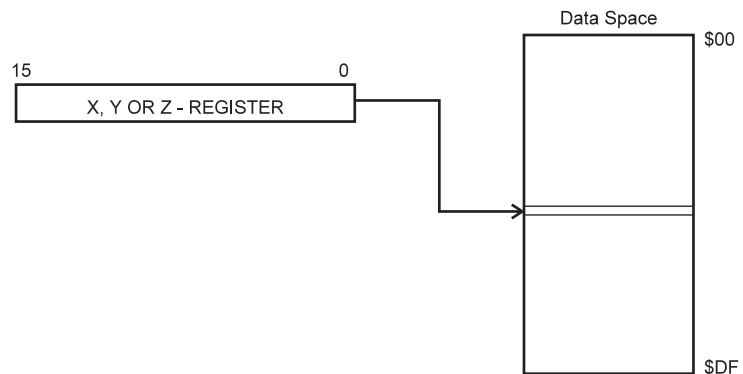 Data Space
$00
15 0
X, Y OR Z - REGISTER
$DF